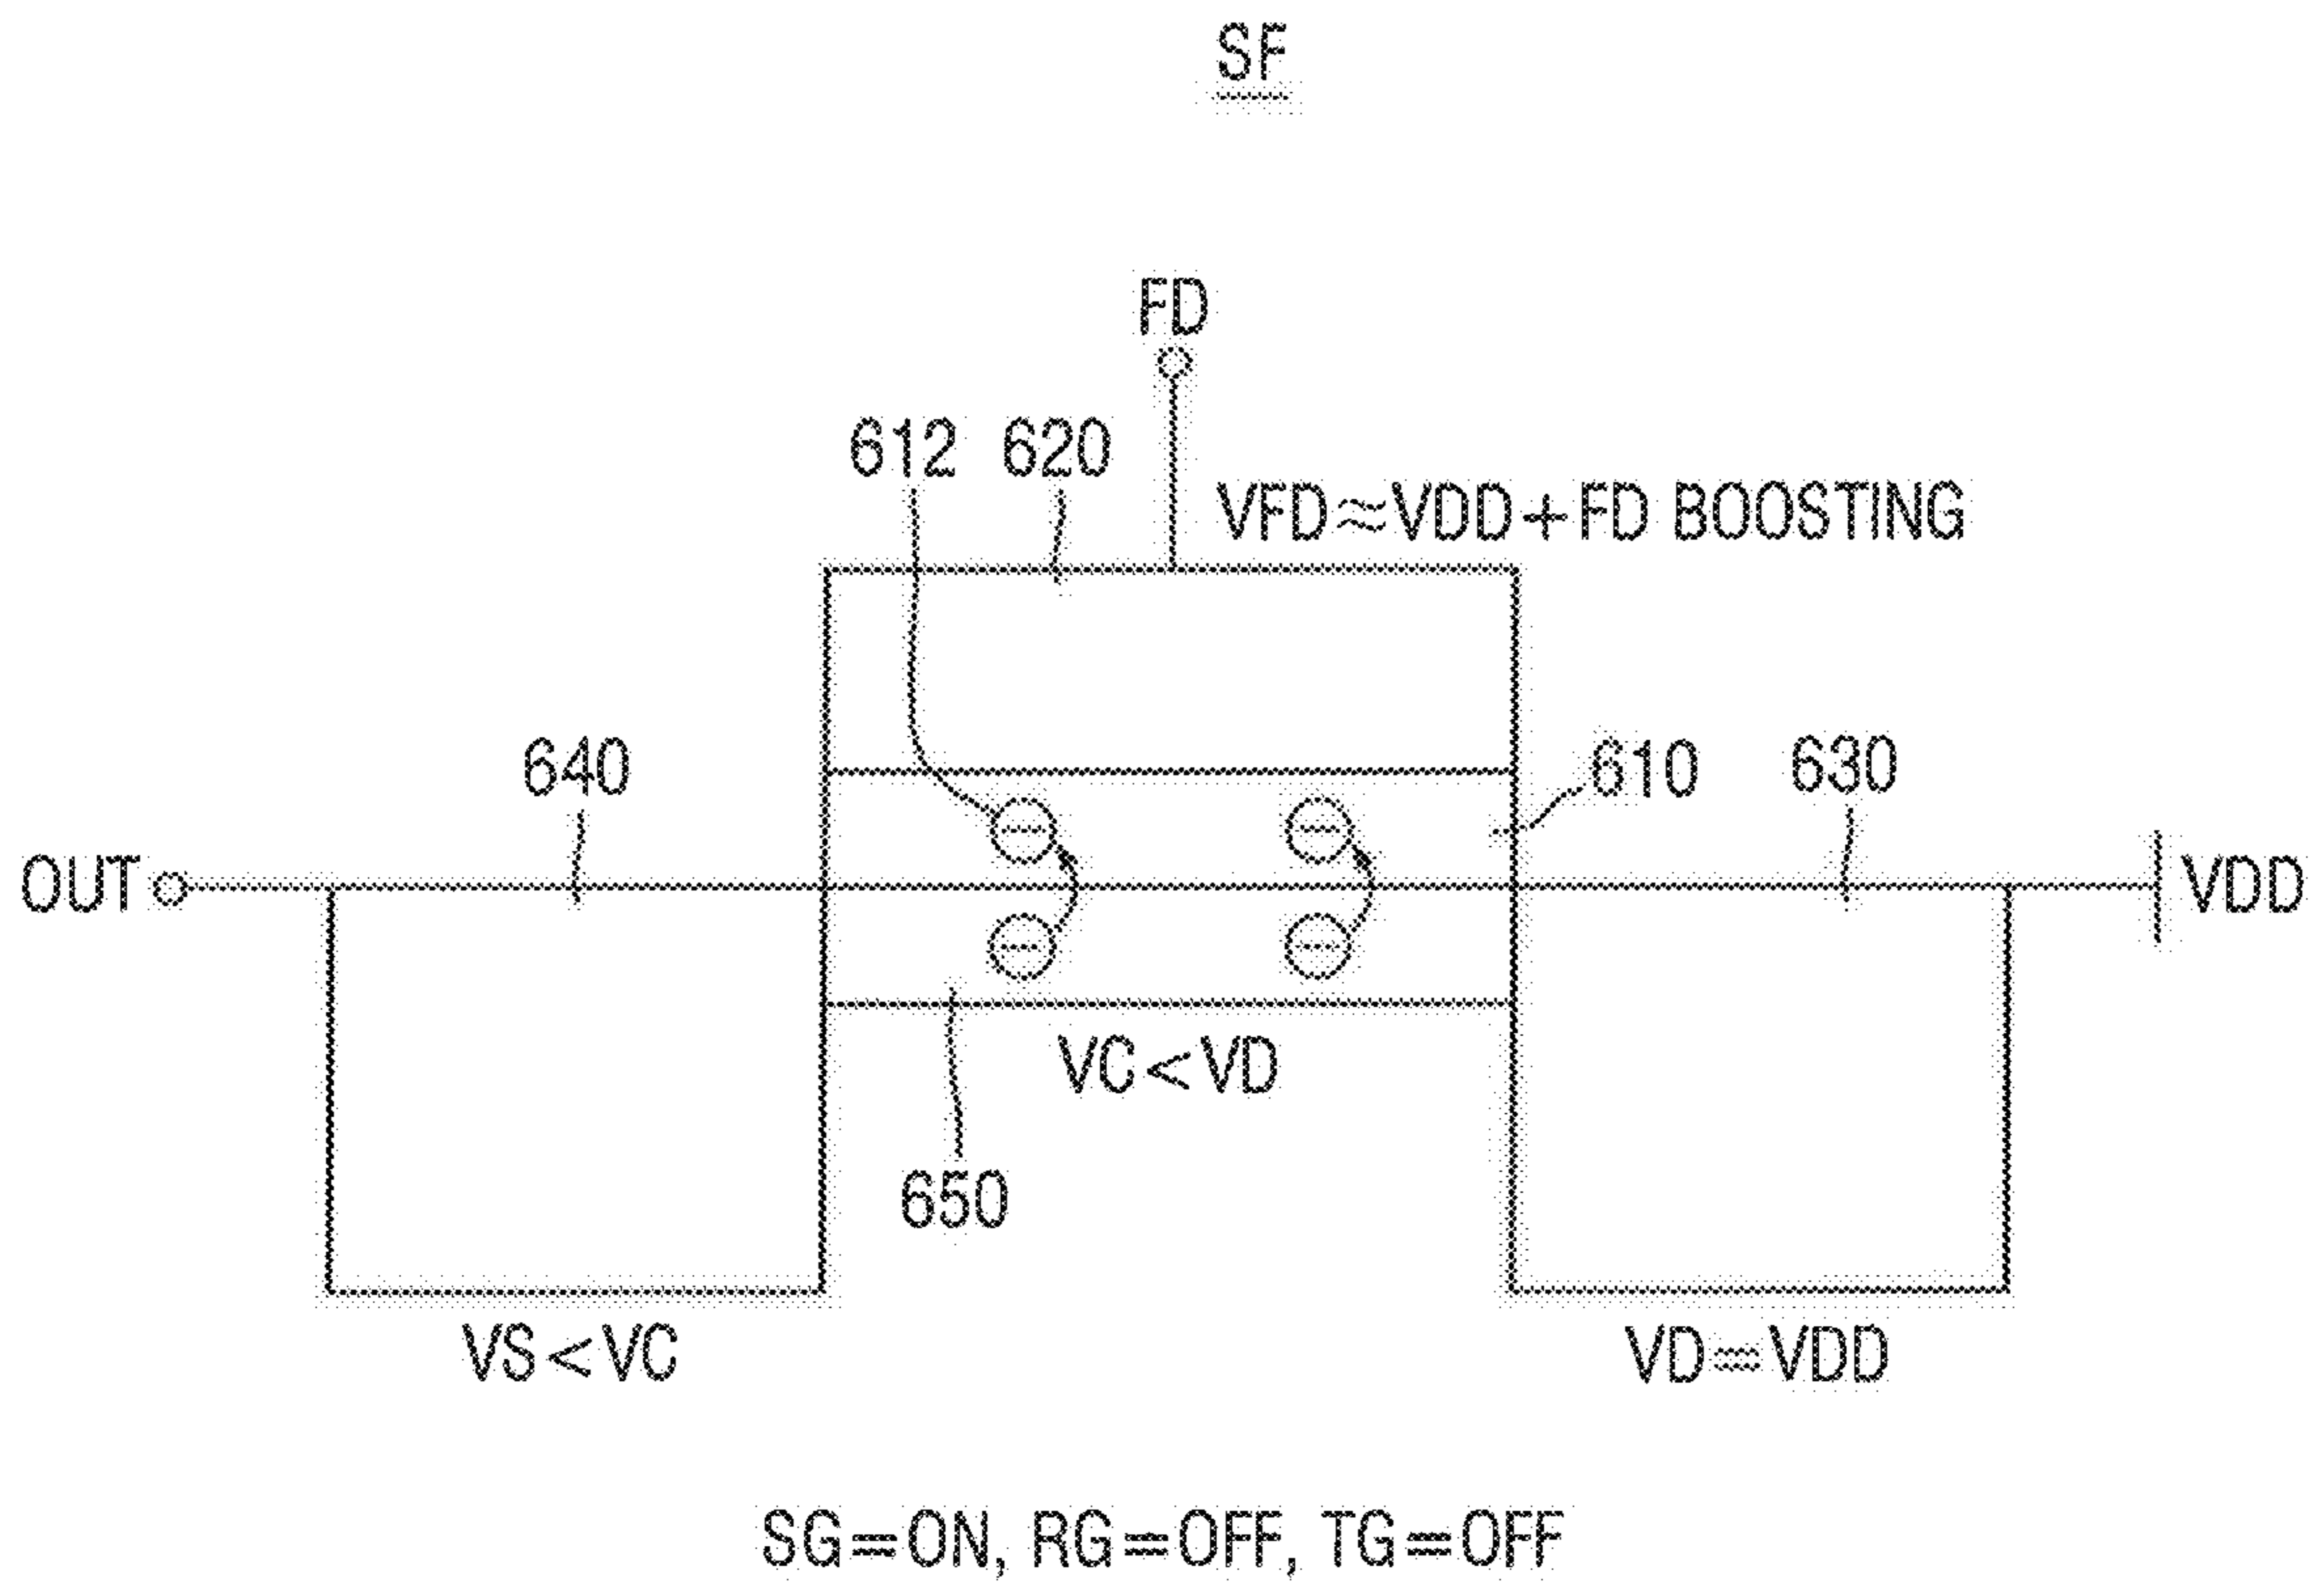 SF
FD
612 620
VFD≈VDD+FD BOOSTING
640 610 630
OUT VDD
VC<VD
650
VS<VC VD=VDD
SG=ON, RG=OFF, TG=OFF